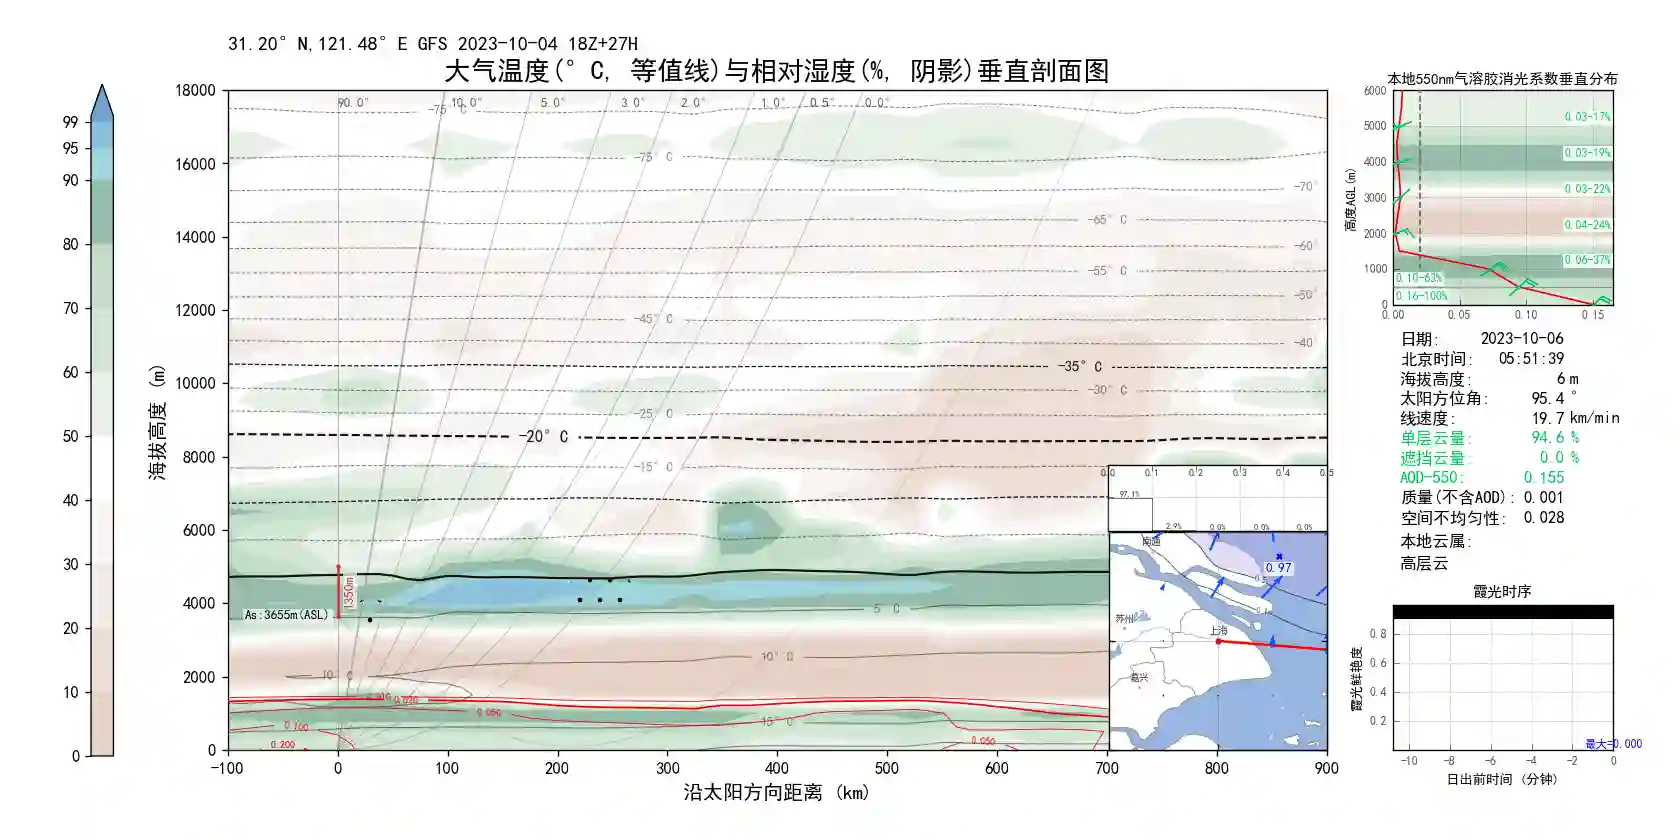 31.20°N,121.48°E GFS 2023-10-04 18Z+27H
大气温度(°C, 等值线)与相对湿度(%, 阴影)垂直剖面图
99
95
90
80
70
60
50
40
30
20
10
0
海拔高度 (m)
18000
16000
14000
12000
10000
8000
6000
4000
2000
0
90.0° 10.0° 5.0° 3.0° 2.0° 1.0° 0.5° 0.0°
-75°C
-75°C
-70°
-65°C
-60°
-55°C
-50°
-45°C
-40
-35°C
-30°C
-25°C
-20°C
-15°C
5°C
10°C
10°C
15°C
1350m
As:3655m(ASL)
0.020
0.050
0.100
0.200
0.050
-100 0 100 200 300 400 500 600 700 800 900
沿太阳方向距离 (km)
0.0 0.1 0.2 0.3 0.4 0.5
97.1%
2.9% 0.0% 0.0% 0.0%
南通
0.97
苏州
上海
嘉兴
本地550nm气溶胶消光系数垂直分布
高度AGL(m)
6000
5000
4000
3000
2000
1000
0
0.03-17%
0.03-19%
0.03-22%
0.04-24%
0.06-37%
0.10-63%
0.16-100%
0.00 0.05 0.10 0.15
日期: 2023-10-06
北京时间: 05:51:39
海拔高度: 6 m
太阳方位角: 95.4 °
线速度: 19.7 km/min
单层云量: 94.6 %
遮挡云量: 0.0 %
AOD-550: 0.155
质量(不含AOD): 0.001
空间不均匀性: 0.028
本地云属:
高层云
霞光时序
霞光鲜艳度
0.8
0.6
0.4
0.2
最大=0.000
-10 -8 -6 -4 -2 0
日出前时间 (分钟)